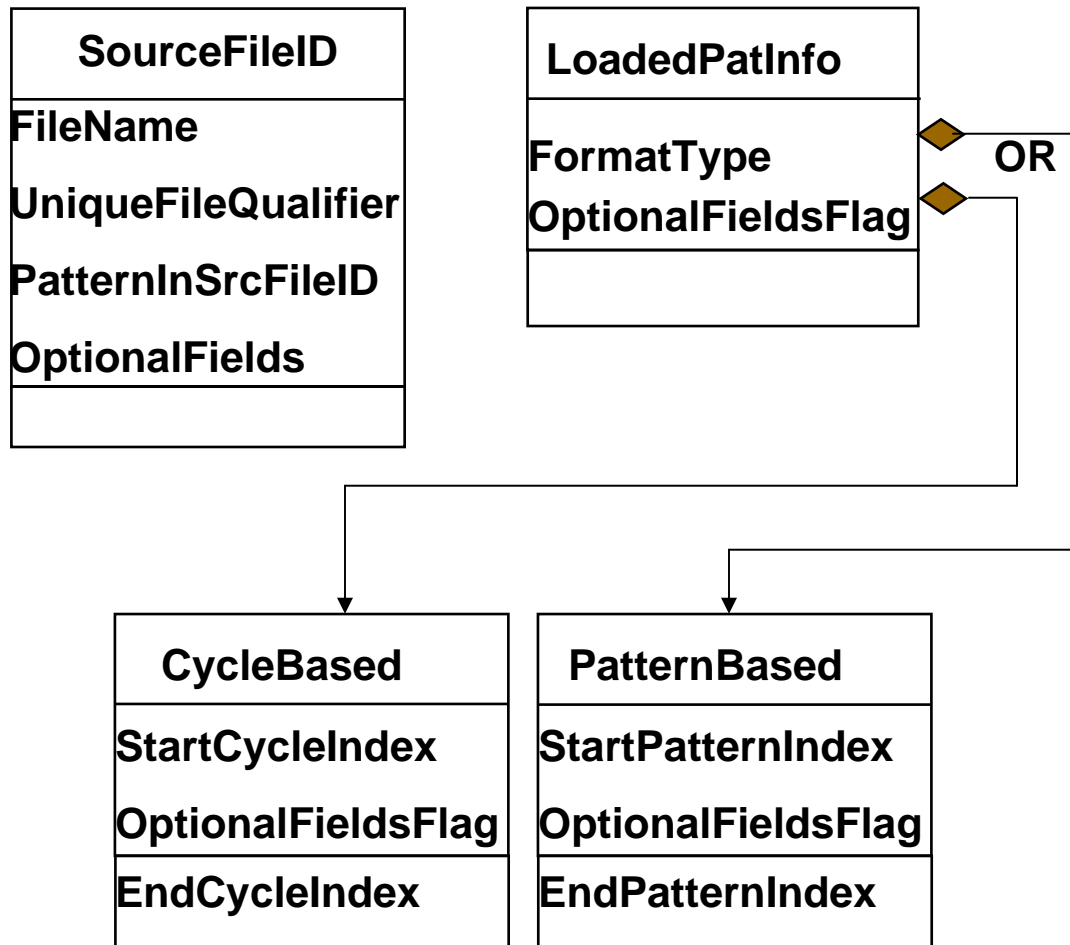 SourceFileID
FileName
UniqueFileQualifier
PatternInSrcFileID
OptionalFields
LoadedPatInfo
FormatType
OptionalFieldsFlag
OR
CycleBased
StartCycleIndex
OptionalFieldsFlag
EndCycleIndex
PatternBased
StartPatternIndex
OptionalFieldsFlag
EndPatternIndex